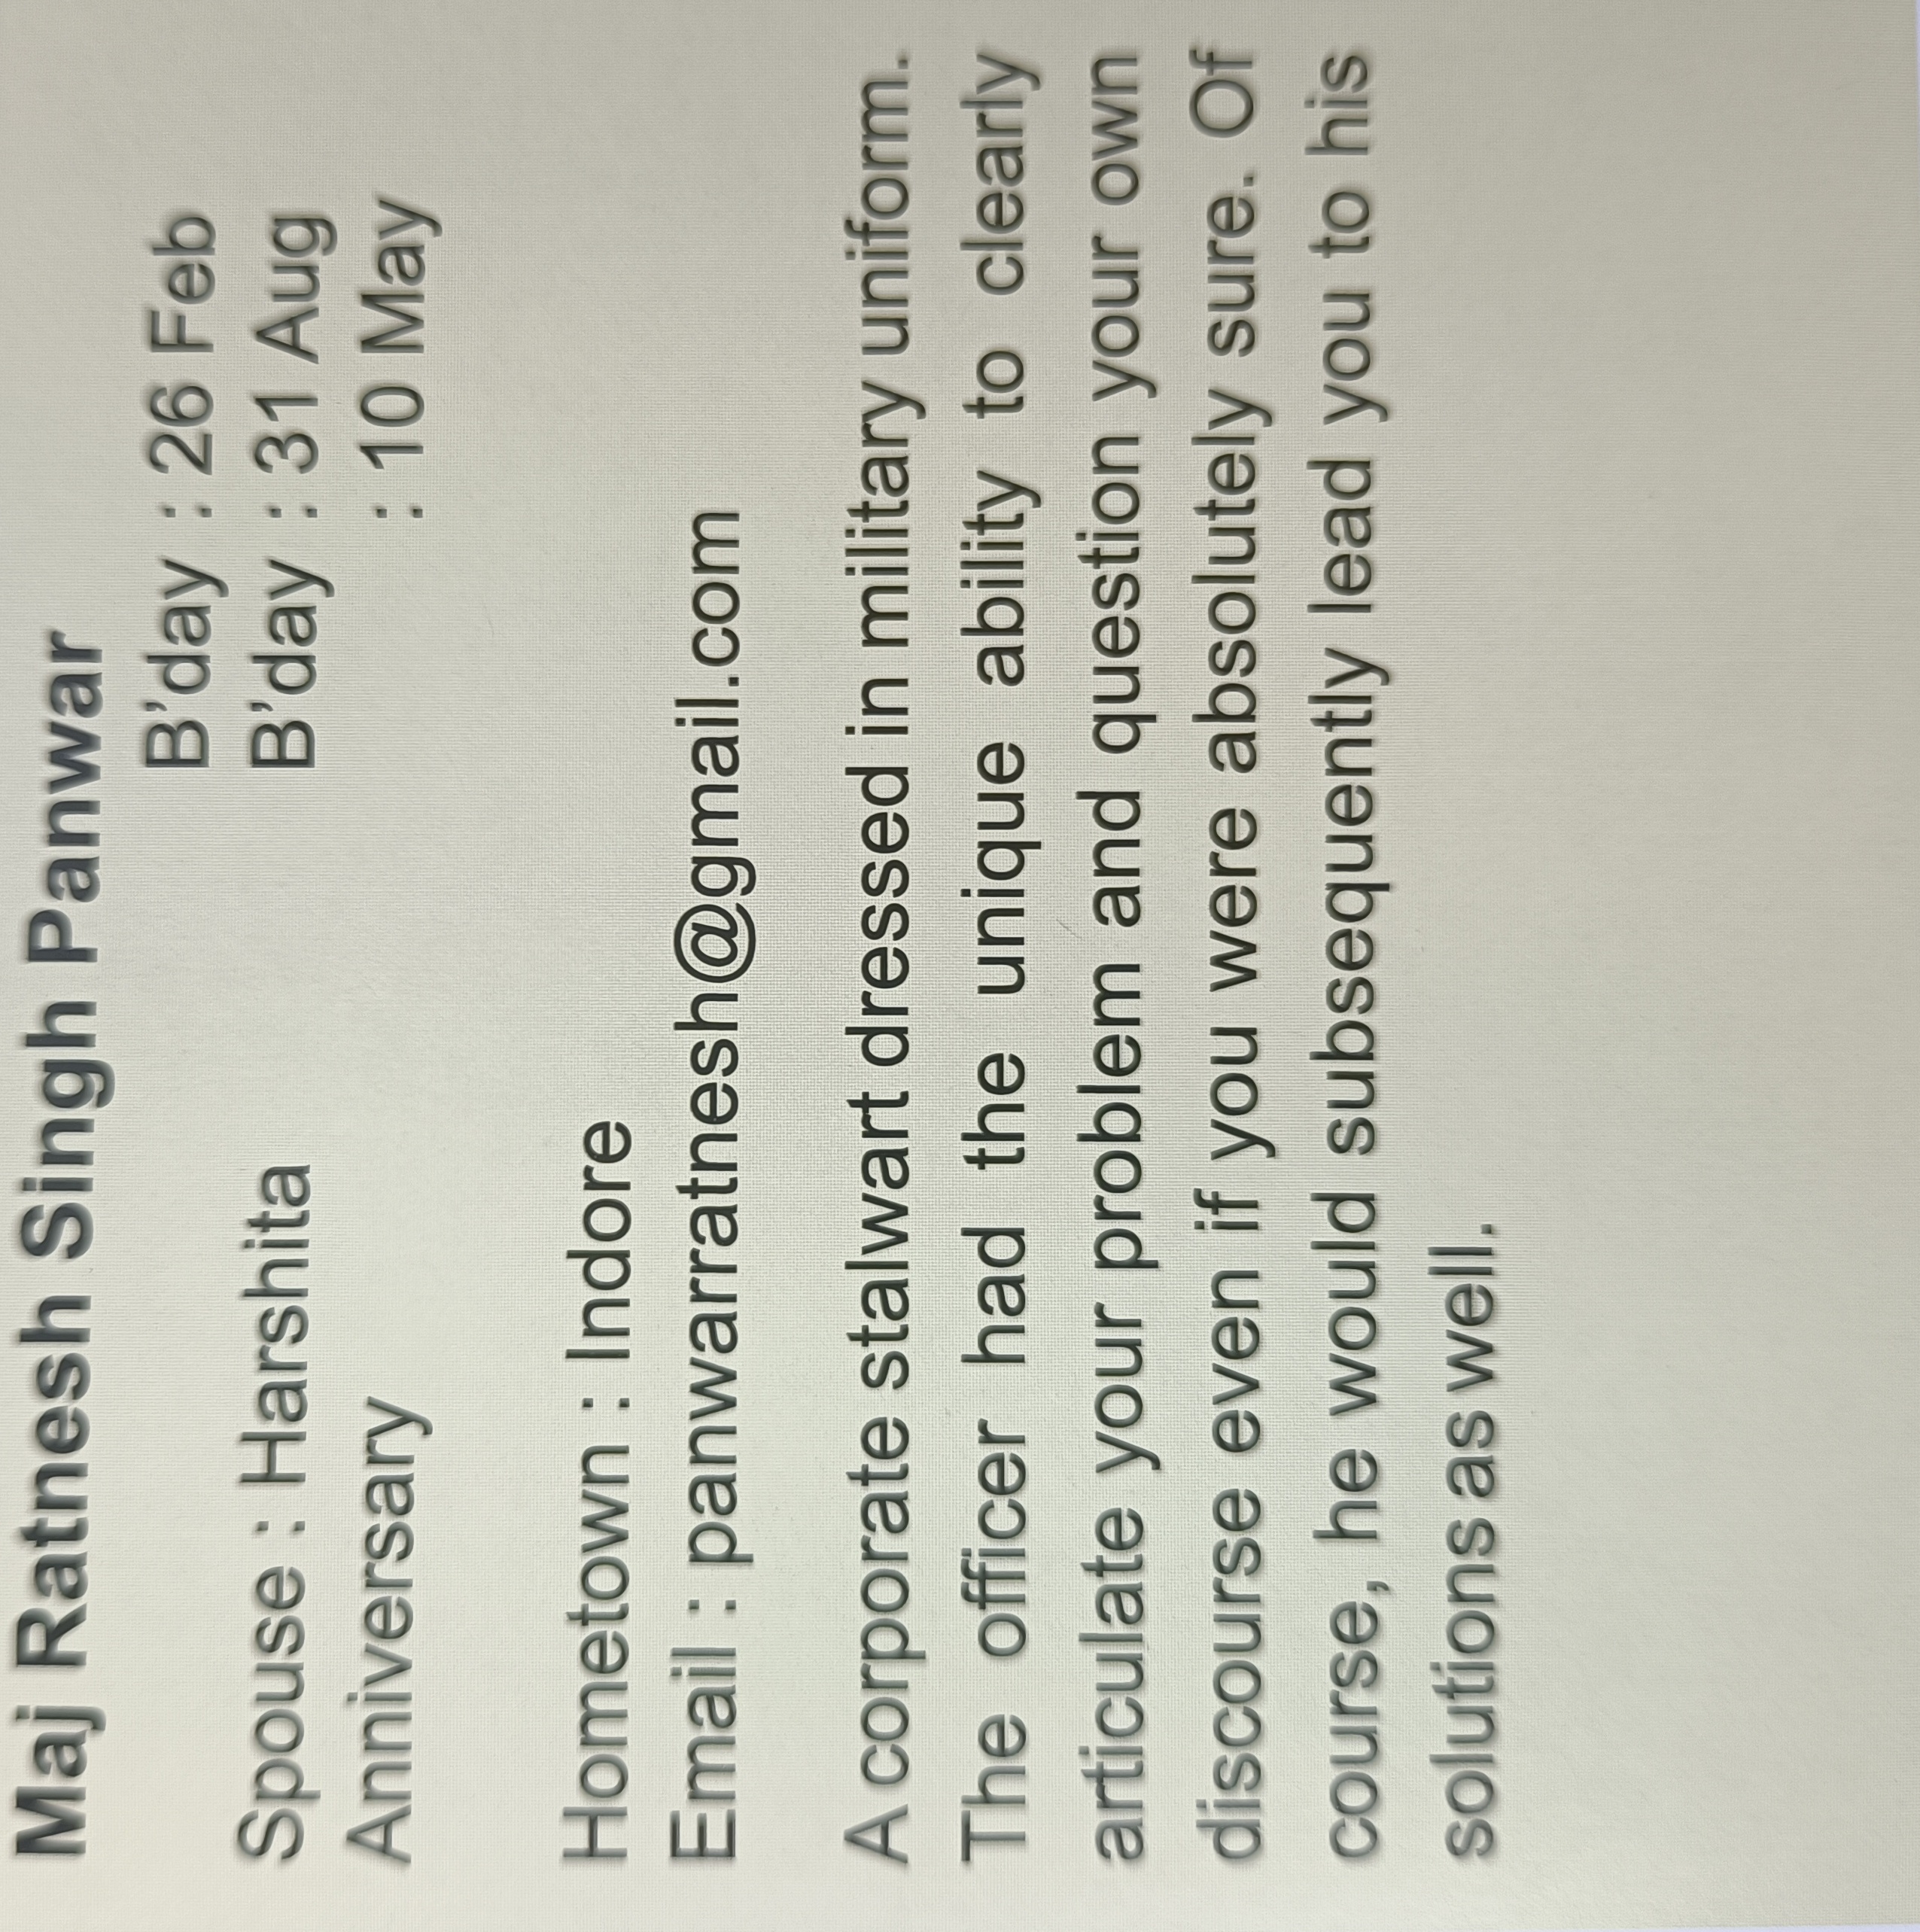 Maj Ratnesh Singh Panwar
B’day : 26 Feb
Spouse : Harshita B’day : 31 Aug
Anniversary : 10 May
Hometown : Indore
Email : panwarratnesh@gmail.com
A corporate stalwart dressed in military uniform.
The officer had the unique ability to clearly
articulate your problem and question your own
discourse even if you were absolutely sure. Of
course, he would subsequently lead you to his
solutions as well.